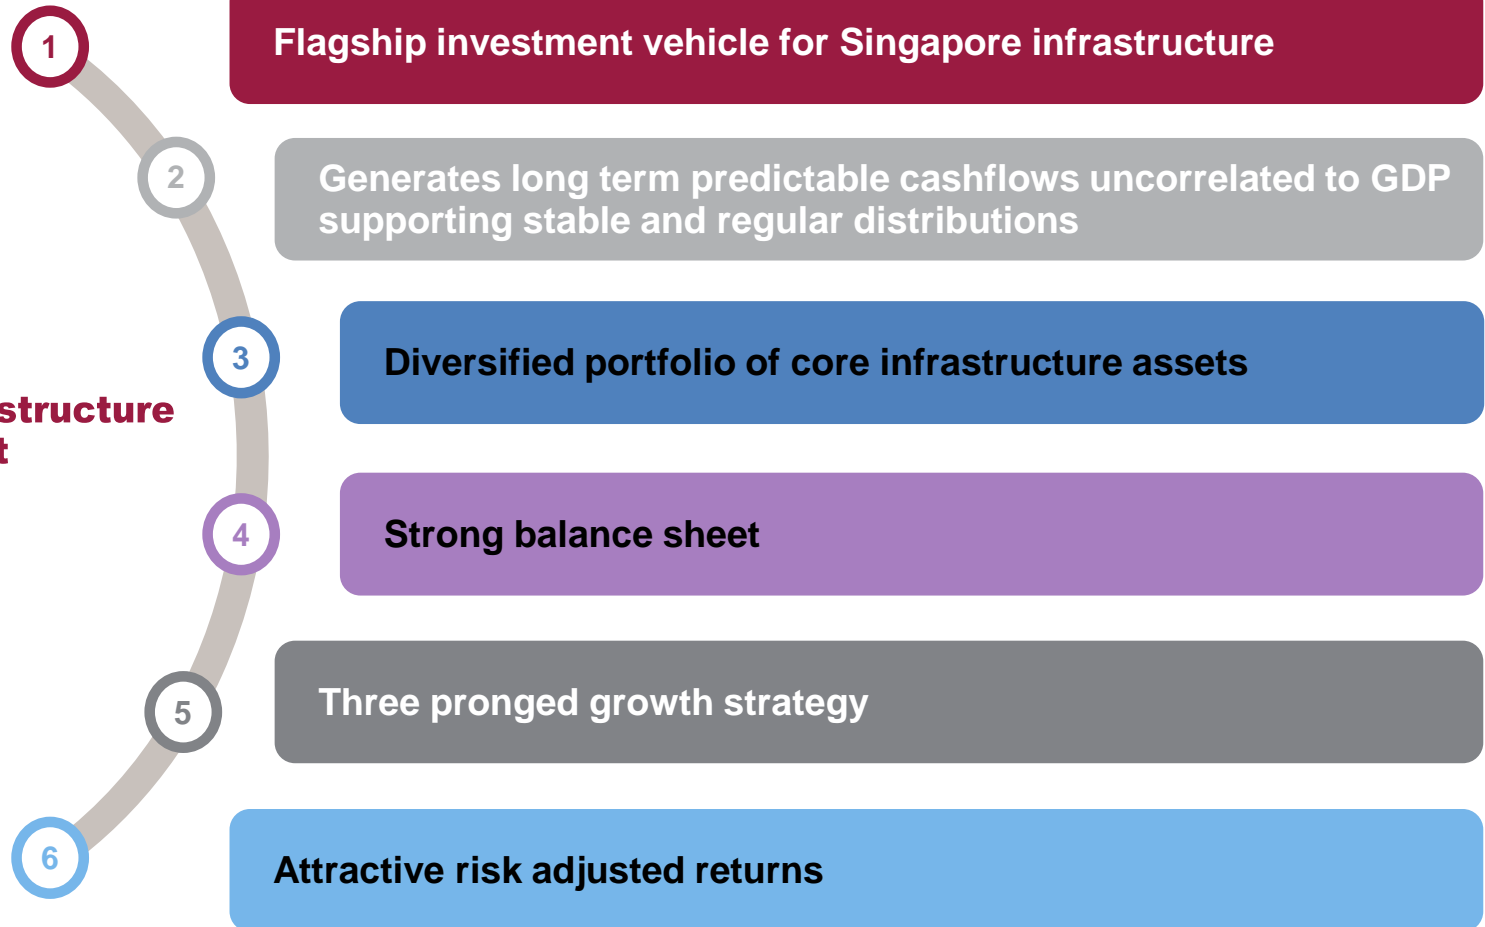 1
Flagship investment vehicle for Singapore infrastructure
2
Generates long term predictable cashflows uncorrelated to GDP
supporting stable and regular distributions
3
Diversified portfolio of core infrastructure assets
structure
t
4
Strong balance sheet
5
Three pronged growth strategy
6
Attractive risk adjusted returns